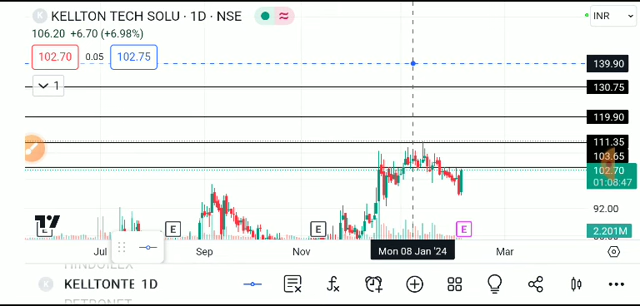 K KELLTON TECH SOLU · 1D · NSE
INR
106.20 +6.70 (+6.98%)
102.70 0.05 102.75
139.90
1
130.75
119.90
111.35
103.65
102.70
01:08:47
92.00
2.201M
E E E
Jul Sep Nov Mon 08 Jan '24 Mar
K KELLTONTE 1D